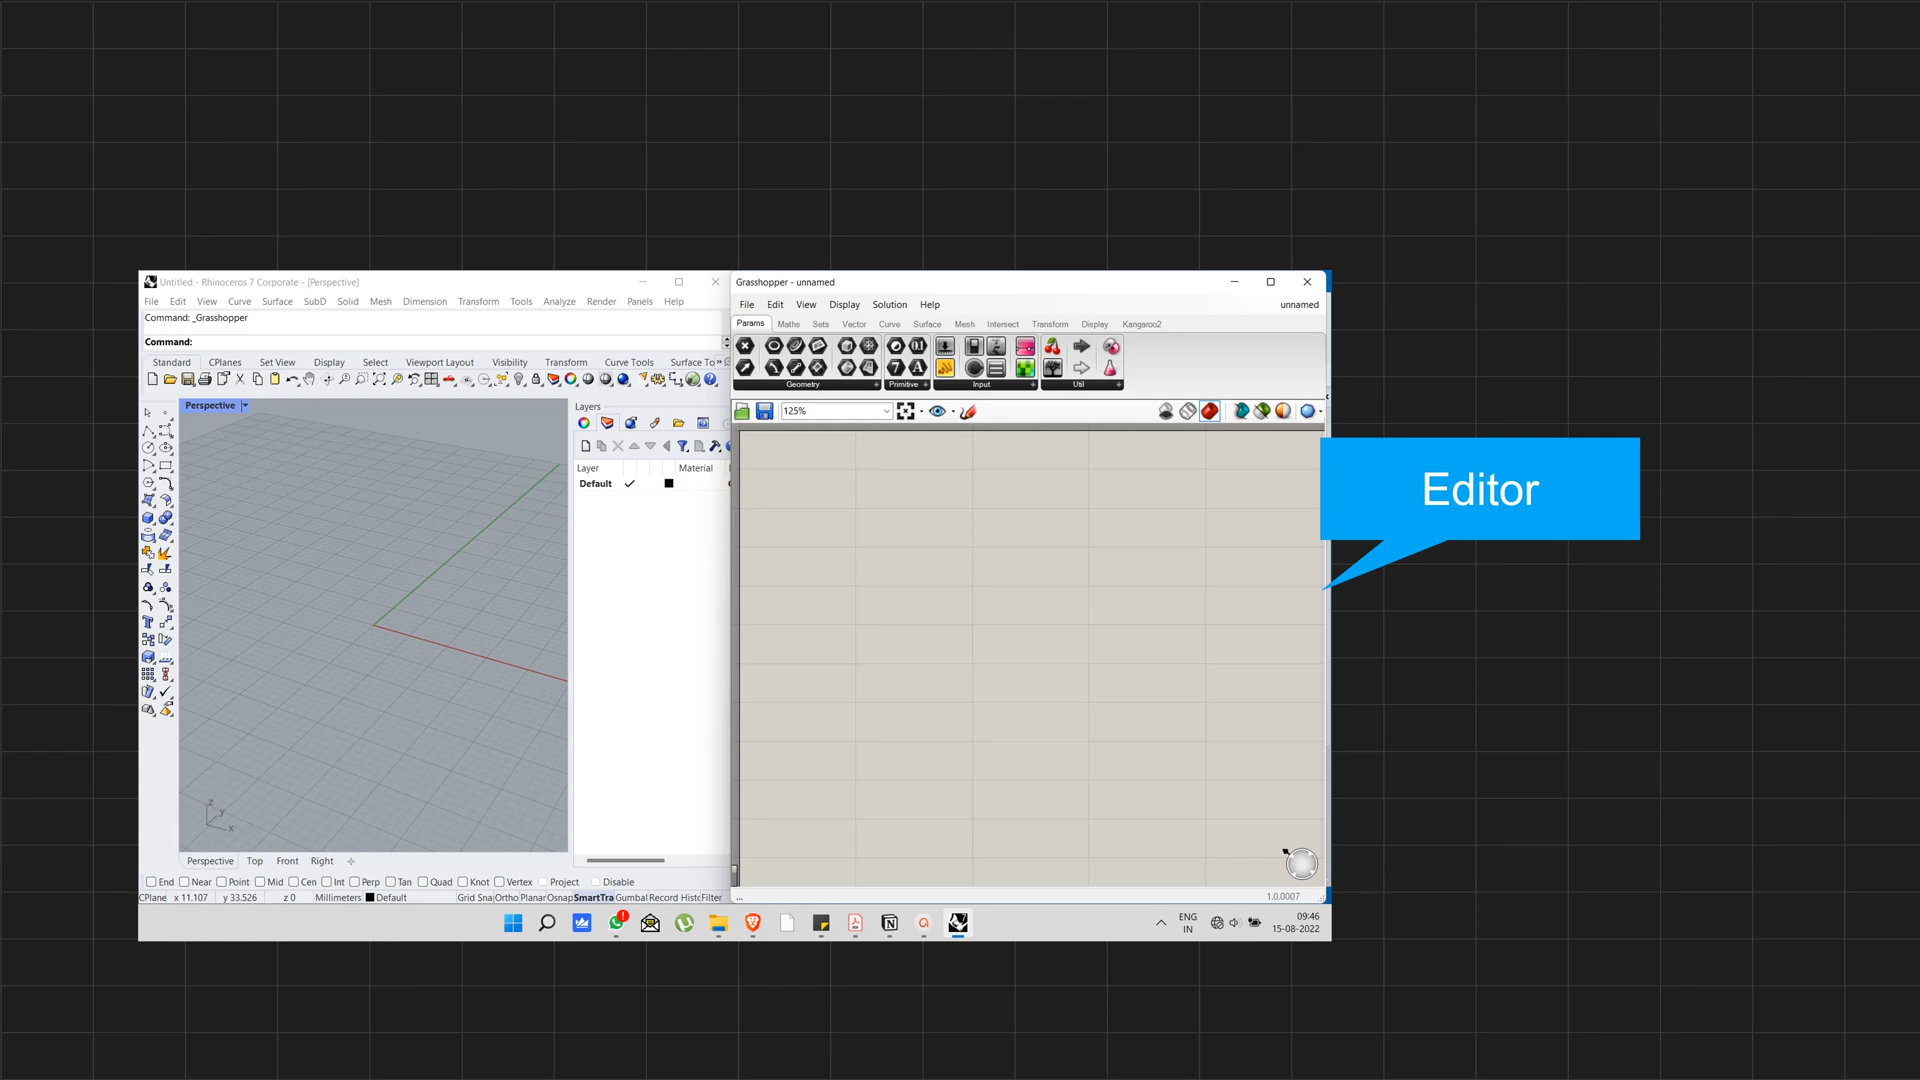 Untitled - Rhinoceros 7 Corporate - [Perspective]
File Edit View Curve Surface SubD Solid Mesh Dimension Transform Tools Analyze Render Panels Help
Command: _Grasshopper
Command:
Standard CPlanes Set View Display Select Viewport Layout Visibility Transform Curve Tools Surface To»
Perspective
Layers
Layer Material
Default
z
y
x
Perspective Top Front Right
End Near Point Mid Cen Int Perp Tan Quad Knot Vertex Project Disable
CPlane x 11.107 y 33.526 z 0 Millimeters Default Grid Sna Ortho Planar Osnap SmartTra Gumbal Record Histo Filter
Grasshopper - unnamed
File Edit View Display Solution Help unnamed
Params Maths Sets Vector Curve Surface Mesh Intersect Transform Display Kangaroo2
Geometry Primitive Input Util
125%
Editor
... 1.0.0007
ENG
IN
09:46
15-08-2022